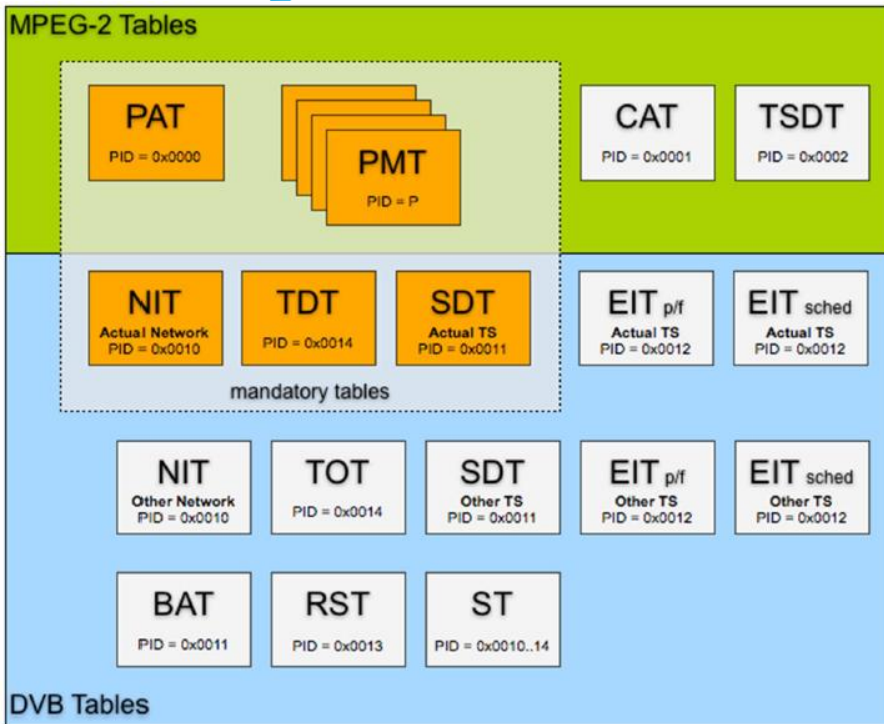 MPEG-2 Tables
PAT
PID = 0x0000
PMT
PID = P
CAT
PID = 0x0001
TSDT
PID = 0x0002
NIT
Actual Network
PID = 0x0010
TDT
PID = 0x0014
SDT
Actual TS
PID = 0x0011
EIT p/f
Actual TS
PID = 0x0012
EIT sched
Actual TS
PID = 0x0012
mandatory tables
NIT
Other Network
PID = 0x0010
TOT
PID = 0x0014
SDT
Other TS
PID = 0x0011
EIT p/f
Other TS
PID = 0x0012
EIT sched
Other TS
PID = 0x0012
BAT
PID = 0x0011
RST
PID = 0x0013
ST
PID = 0x0010..14
DVB Tables